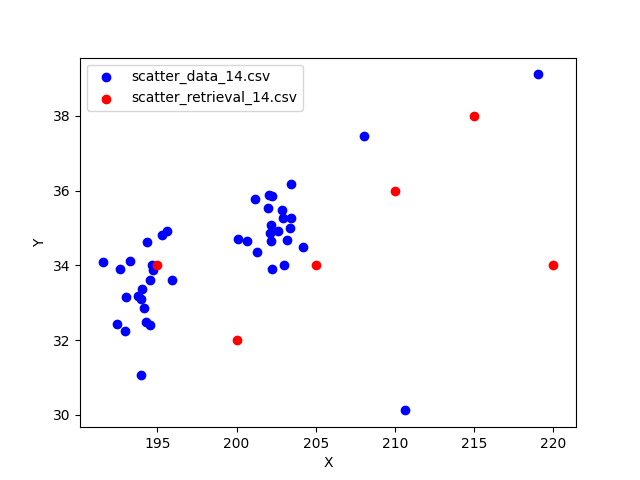 scatter_data_14.csv
scatter_retrieval_14.csv
38
36
34
32
30
Y
195 200 205 210 215 220
X